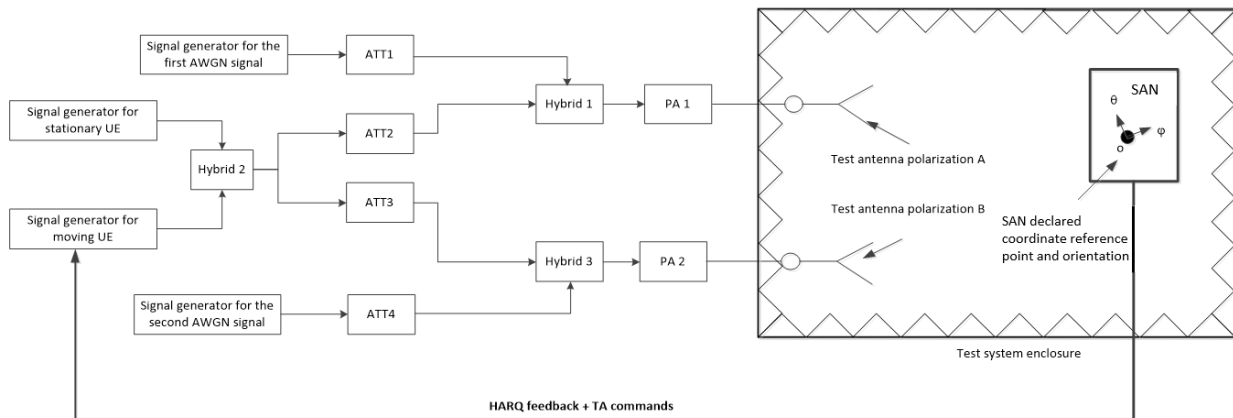 Signal generator for the
first AWGN signal
ATT1
Hybrid 1
PA 1
Signal generator for
stationary UE
ATT2
Hybrid 2
Signal generator for
moving UE
ATT3
Hybrid 3
PA 2
Signal generator for the
second AWGN signal
ATT4
Test antenna polarization A
Test antenna polarization B
SAN
θ
φ
o
SAN declared
coordinate reference
point and orientation
Test system enclosure
HARQ feedback + TA commands